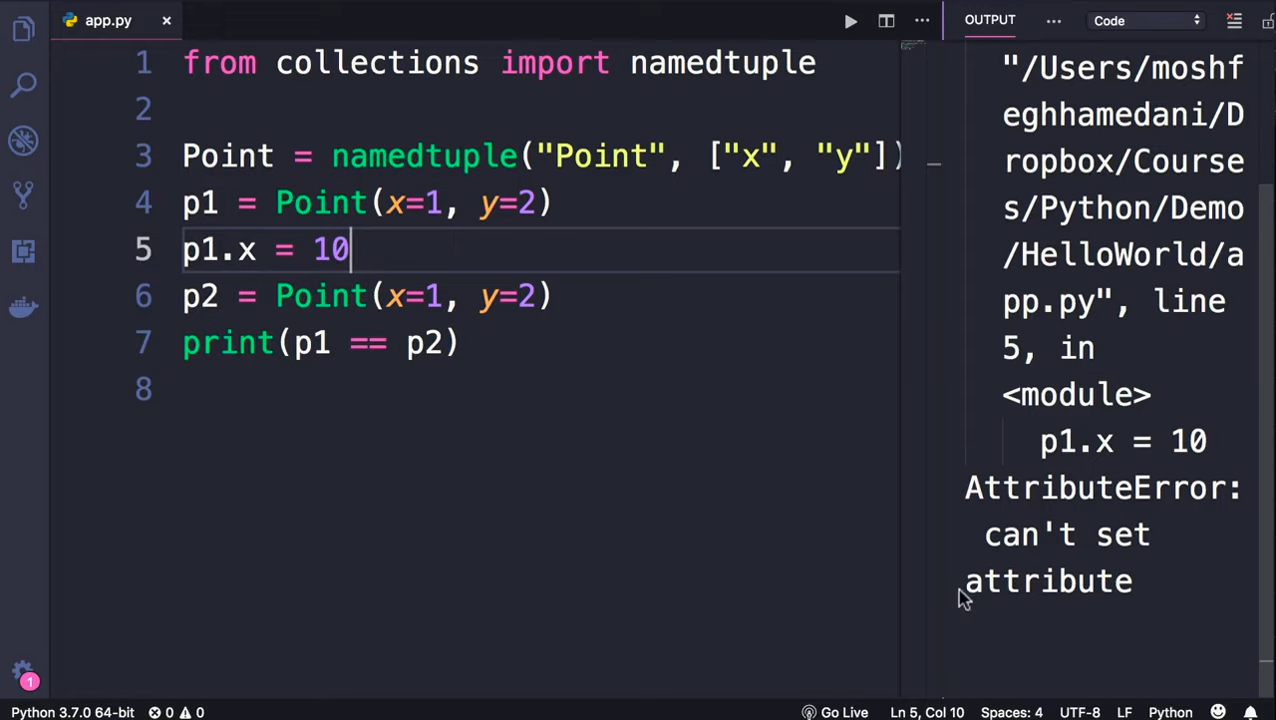 app.py
OUTPUT
Code
1 from collections import namedtuple
2
3 Point = namedtuple("Point", ["x", "y"])
4 p1 = Point(x=1, y=2)
5 p1.x = 10
6 p2 = Point(x=1, y=2)
7 print(p1 == p2)
8
"/Users/moshf
eghhamedani/D
ropbox/Course
s/Python/Demo
/HelloWorld/a
pp.py", line
5, in
<module>
p1.x = 10
AttributeError:
can't set
attribute
1
Python 3.7.0 64-bit 0 0 Go Live Ln 5, Col 10 Spaces: 4 UTF-8 LF Python